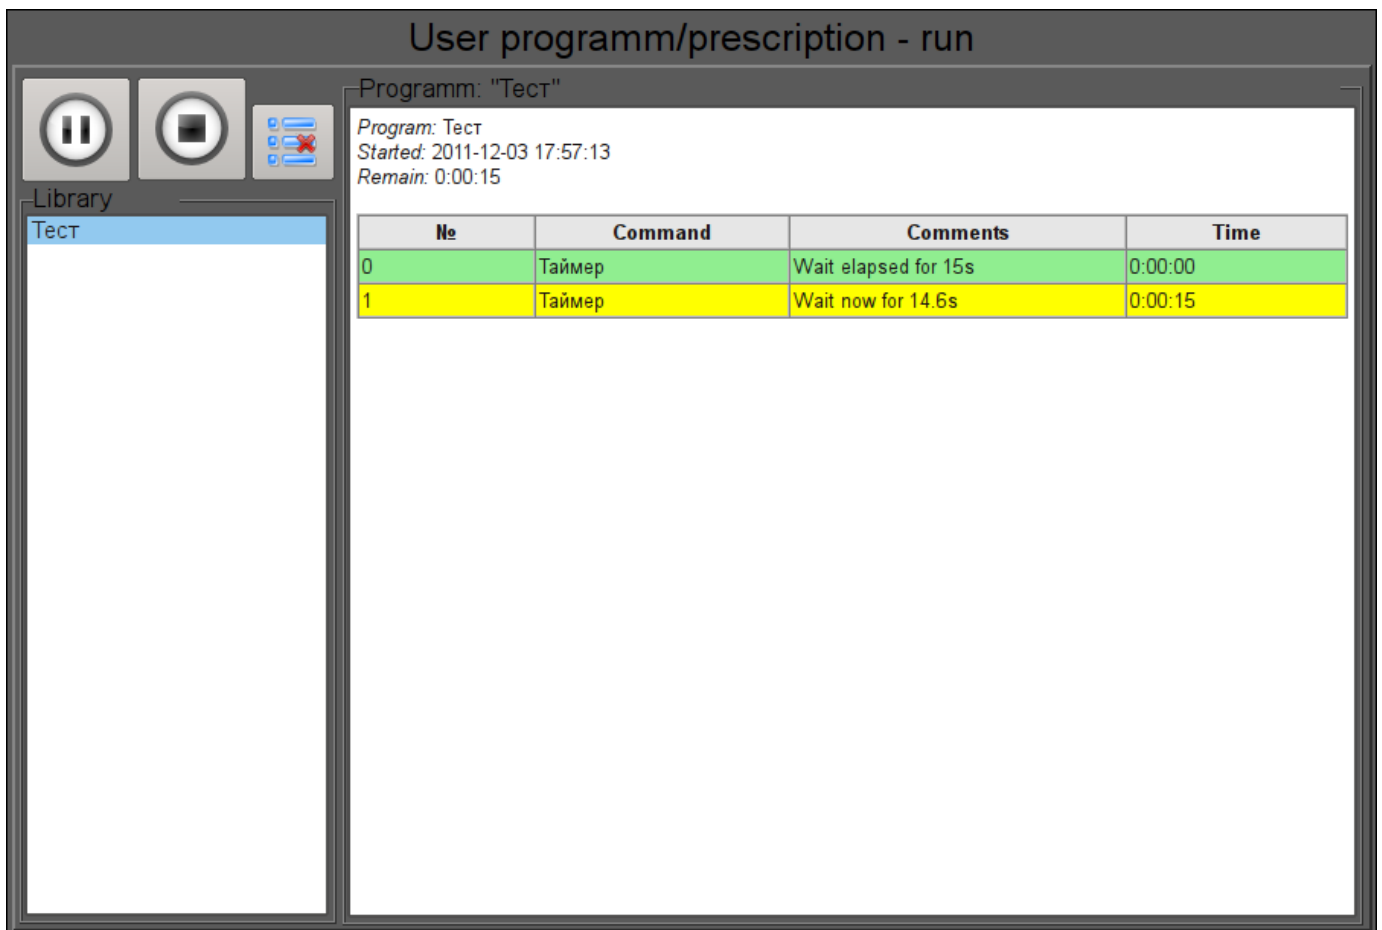 User programm/prescription - run
Programm: "Тест"
Program: Тест
Started: 2011-12-03 17:57:13
Remain: 0:00:15
Library
Тест
№ Command Comments Time
0 Таймер Wait elapsed for 15s 0:00:00
1 Таймер Wait now for 14.6s 0:00:15